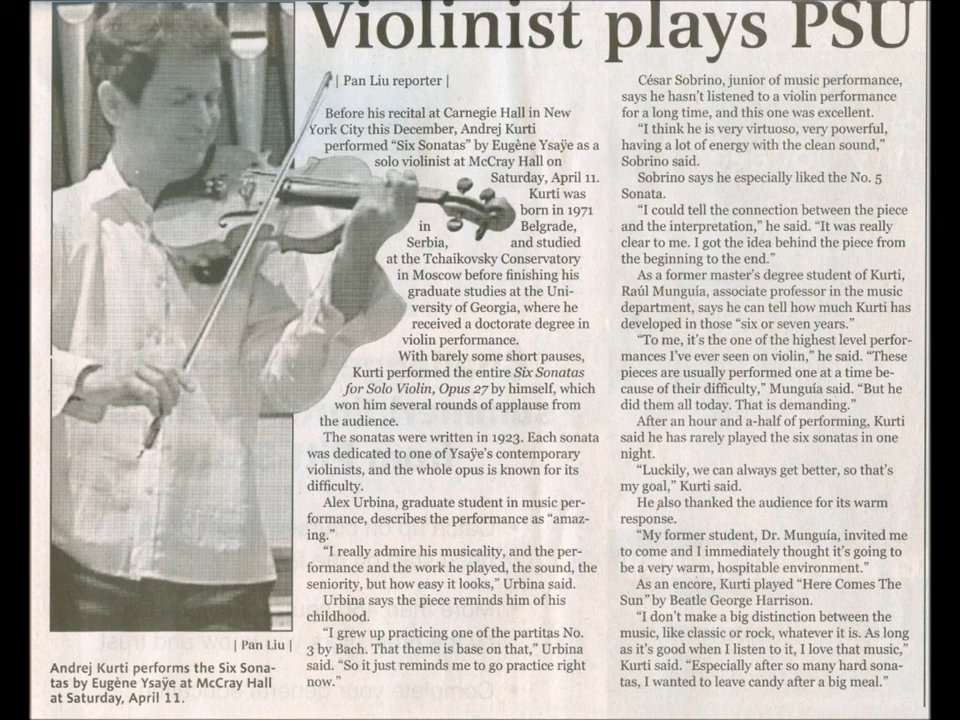 Violinist plays PSU
| Pan Liu reporter |
Before his recital at Carnegie Hall in New
York City this December, Andrej Kurti
performed “Six Sonatas” by Eugène Ysaÿe as a
solo violinist at McCray Hall on
Saturday, April 11.
Kurti was
born in 1971
in Belgrade,
Serbia, and studied
at the Tchaikovsky Conservatory
in Moscow before finishing his
graduate studies at the Uni-
versity of Georgia, where he
received a doctorate degree in
violin performance.
With barely some short pauses,
Kurti performed the entire Six Sonatas
for Solo Violin, Opus 27 by himself, which
won him several rounds of applause from
the audience.
The sonatas were written in 1923. Each sonata
was dedicated to one of Ysaÿe’s contemporary
violinists, and the whole opus is known for its
difficulty.
Alex Urbina, graduate student in music per-
formance, describes the performance as “amaz-
ing.”
“I really admire his musicality, and the per-
formance and the work he played, the sound, the
seniority, but how easy it looks,” Urbina said.
Urbina says the piece reminds him of his
childhood.
“I grew up practicing one of the partitas No.
3 by Bach. That theme is base on that,” Urbina
said. “So it just reminds me to go practice right
now.”
César Sobrino, junior of music performance,
says he hasn’t listened to a violin performance
for a long time, and this one was excellent.
“I think he is very virtuoso, very powerful,
having a lot of energy with the clean sound,”
Sobrino said.
Sobrino says he especially liked the No. 5
Sonata.
“I could tell the connection between the piece
and the interpretation,” he said. “It was really
clear to me. I got the idea behind the piece from
the beginning to the end.”
As a former master’s degree student of Kurti,
Raúl Munguía, associate professor in the music
department, says he can tell how much Kurti has
developed in those “six or seven years.”
“To me, it’s the one of the highest level perfor-
mances I’ve ever seen on violin,” he said. “These
pieces are usually performed one at a time be-
cause of their difficulty,” Munguía said. “But he
did them all today. That is demanding.”
After an hour and a-half of performing, Kurti
said he has rarely played the six sonatas in one
night.
“Luckily, we can always get better, so that’s
my goal,” Kurti said.
He also thanked the audience for its warm
response.
“My former student, Dr. Munguía, invited me
to come and I immediately thought it’s going to
be a very warm, hospitable environment.”
As an encore, Kurti played “Here Comes The
Sun” by Beatle George Harrison.
“I don’t make a big distinction between the
music, like classic or rock, whatever it is. As long
as it’s good when I listen to it, I love that music,”
Kurti said. “Especially after so many hard sona-
tas, I wanted to leave candy after a big meal.”
| Pan Liu |
Andrej Kurti performs the Six Sona-
tas by Eugène Ysaÿe at McCray Hall
at Saturday, April 11.